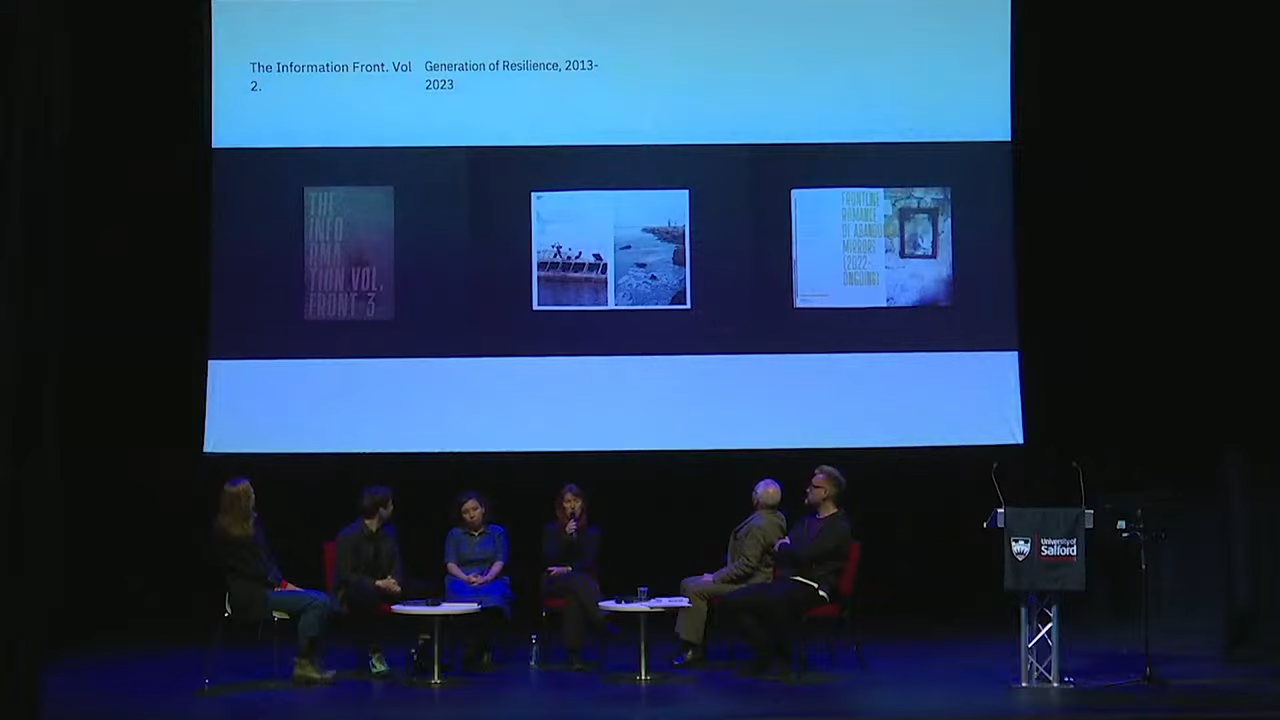 The Information Front. Vol
2.
Generation of Resilience, 2013-
2023
THE
INFO
RMA
TION VOL.
FRONT 3
FRONTLINE
ROMANCE
OF ABANDO
MIRRORS
(2022-
ONGOING)
University of
Salford